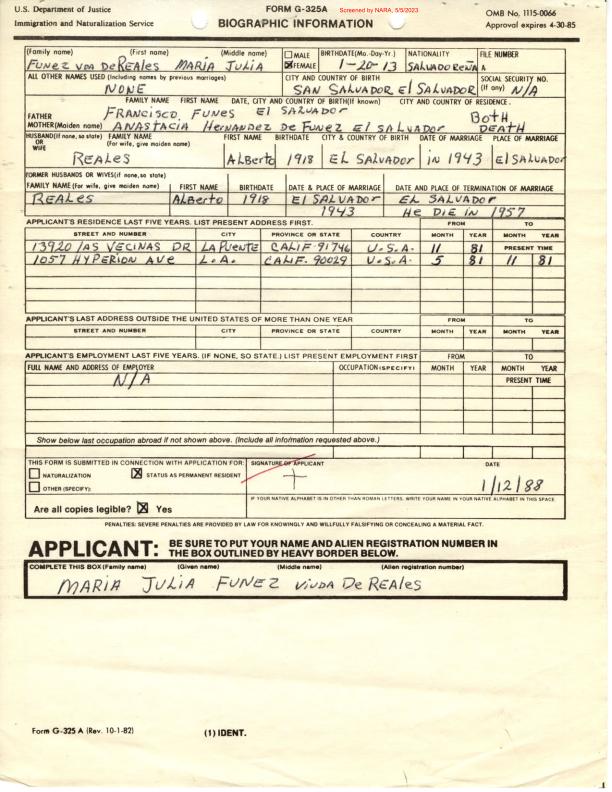 U.S. Department of Justice
Immigration and Naturalization Service
FORM G-325A
BIOGRAPHIC INFORMATION
Screened by NARA, 5/5/2023
OMB No. 1115-0066
Approval expires 4-30-85
(Family name) (First name) (Middle name) MALE FEMALE BIRTHDATE(Mo.-Day-Yr.) NATIONALITY FILE NUMBER
FUNEZ VDA DeREALES MARIA JULIA 1-20-13 SALVADOREÑA A
ALL OTHER NAMES USED (Including names by previous marriages) CITY AND COUNTRY OF BIRTH SOCIAL SECURITY NO. (If any)
NONE SAN SALVADOR El SALVADOR N/A
FAMILY NAME FIRST NAME DATE, CITY AND COUNTRY OF BIRTH(If known) CITY AND COUNTRY OF RESIDENCE.
FATHER FRANCISCO FUNES El SALVADOR BOTH
MOTHER(Maiden name) ANASTACIA HERNANDEZ De FUNEZ El SALVADOR DEATH
HUSBAND(If none, so state) OR WIFE FAMILY NAME (For wife, give maiden name) FIRST NAME BIRTHDATE CITY & COUNTRY OF BIRTH DATE OF MARRIAGE PLACE OF MARRIAGE
REALES AlBerto 1918 EL SALVADOR in 1943 El SALVADOR
FORMER HUSBANDS OR WIVES(if none,so state)
FAMILY NAME (For wife, give maiden name) FIRST NAME BIRTHDATE DATE & PLACE OF MARRIAGE DATE AND PLACE OF TERMINATION OF MARRIAGE
REALES AlBerto 1918 El SALVADOR EL SALVADOR
1943 He DIE IN 1957
APPLICANT'S RESIDENCE LAST FIVE YEARS. LIST PRESENT ADDRESS FIRST. FROM TO
STREET AND NUMBER CITY PROVINCE OR STATE COUNTRY MONTH YEAR MONTH YEAR
13920 lAS VECINAS DR LA PUENTE CALIF 91746 U.S.A. 11 81 PRESENT TIME
1057 HYPERION AVe L.A. CALIF. 90029 U.S.A. 5 81 11 81
APPLICANT'S LAST ADDRESS OUTSIDE THE UNITED STATES OF MORE THAN ONE YEAR FROM TO
STREET AND NUMBER CITY PROVINCE OR STATE COUNTRY MONTH YEAR MONTH YEAR
APPLICANT'S EMPLOYMENT LAST FIVE YEARS. (IF NONE, SO STATE.) LIST PRESENT EMPLOYMENT FIRST FROM TO
FULL NAME AND ADDRESS OF EMPLOYER OCCUPATION (SPECIFY) MONTH YEAR MONTH YEAR
N/A PRESENT TIME
Show below last occupation abroad if not shown above. (Include all information requested above.)
THIS FORM IS SUBMITTED IN CONNECTION WITH APPLICATION FOR: SIGNATURE OF APPLICANT DATE
NATURALIZATION X STATUS AS PERMANENT RESIDENT
OTHER (SPECIFY): + 1/12/88
IF YOUR NATIVE ALPHABET IS IN OTHER THAN ROMAN LETTERS, WRITE YOUR NAME IN YOUR NATIVE ALPHABET IN THIS SPACE
Are all copies legible? X Yes
PENALTIES: SEVERE PENALTIES ARE PROVIDED BY LAW FOR KNOWINGLY AND WILLFULLY FALSIFYING OR CONCEALING A MATERIAL FACT.
APPLICANT: BE SURE TO PUT YOUR NAME AND ALIEN REGISTRATION NUMBER IN
THE BOX OUTLINED BY HEAVY BORDER BELOW.
COMPLETE THIS BOX (Family name) (Given name) (Middle name) (Alien registration number)
MARIA JULIA FUNEZ viuDA De REALes
Form G-325 A (Rev. 10-1-82) (1) IDENT.